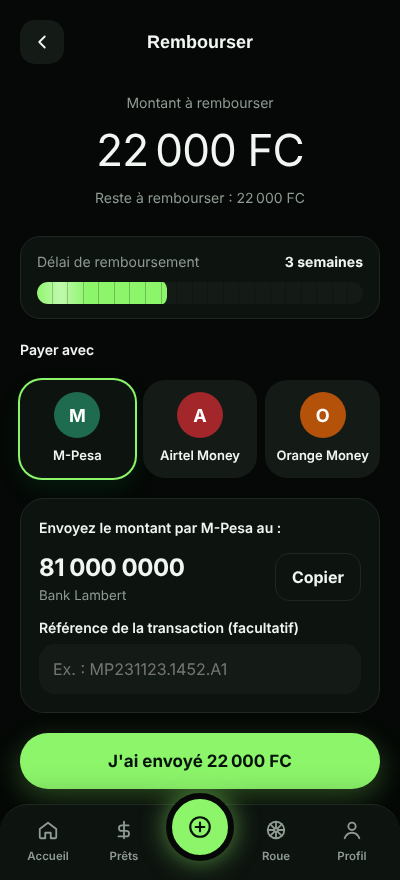 Rembourser
Montant à rembourser
22 000 FC
Reste à rembourser : 22 000 FC
Délai de remboursement
3 semaines
Payer avec
M
A
O
M-Pesa
Airtel Money
Orange Money
Envoyez le montant par M-Pesa au :
81 000 0000
Copier
Bank Lambert
Référence de la transaction (facultatif)
Ex. : MP231123.1452.A1
J'ai envoyé 22 000 FC
Accueil
Prêts
Roue
Profil